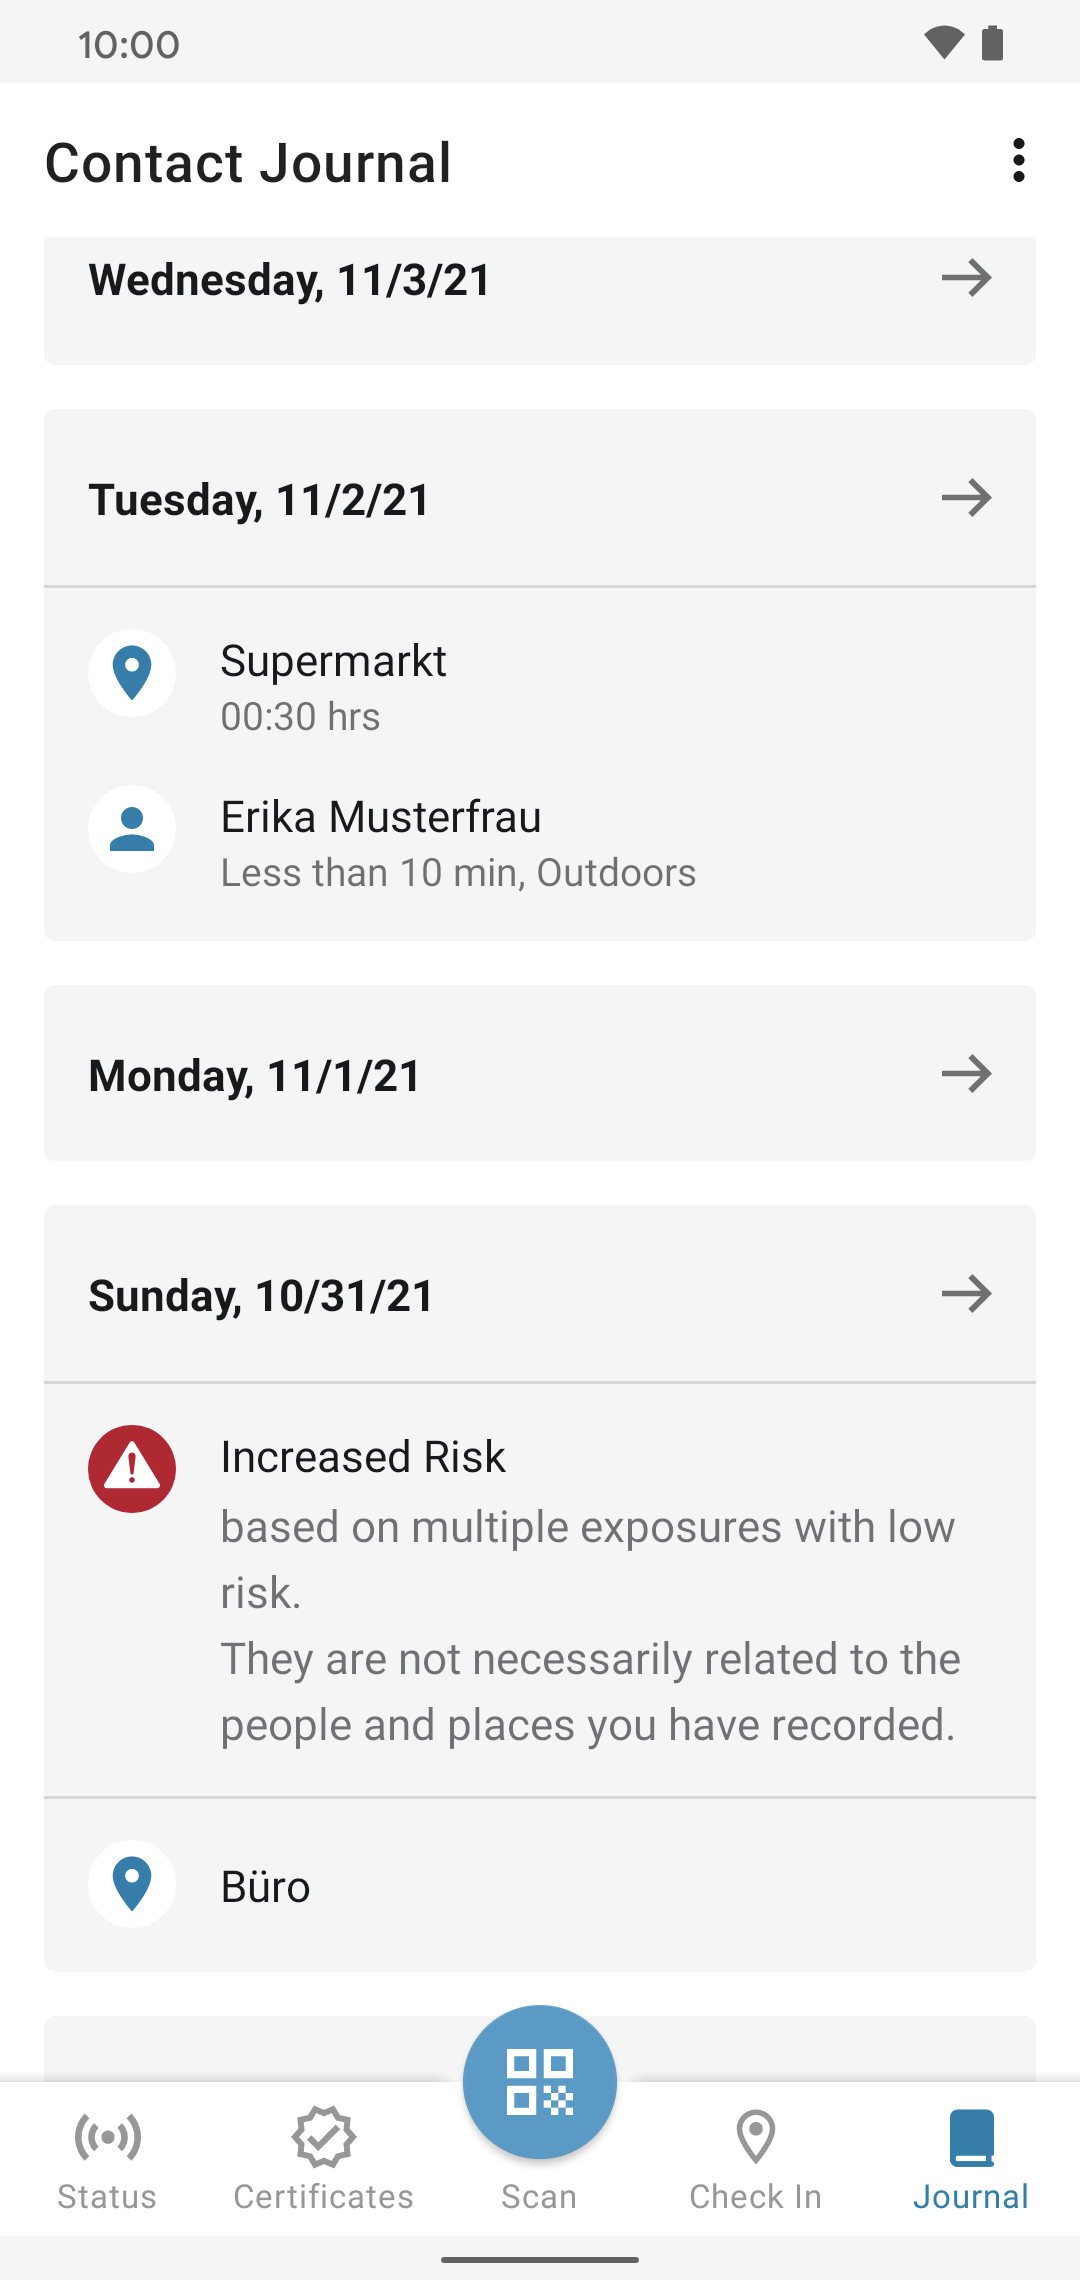 10:00
Contact Journal
Wednesday, 11/3/21
Tuesday, 11/2/21
Supermarkt
00:30 hrs
Erika Musterfrau
Less than 10 min, Outdoors
Monday, 11/1/21
Sunday, 10/31/21
Increased Risk
based on multiple exposures with low
risk.
They are not necessarily related to the
people and places you have recorded.
Büro
Status
Certificates
Scan
Check In
Journal